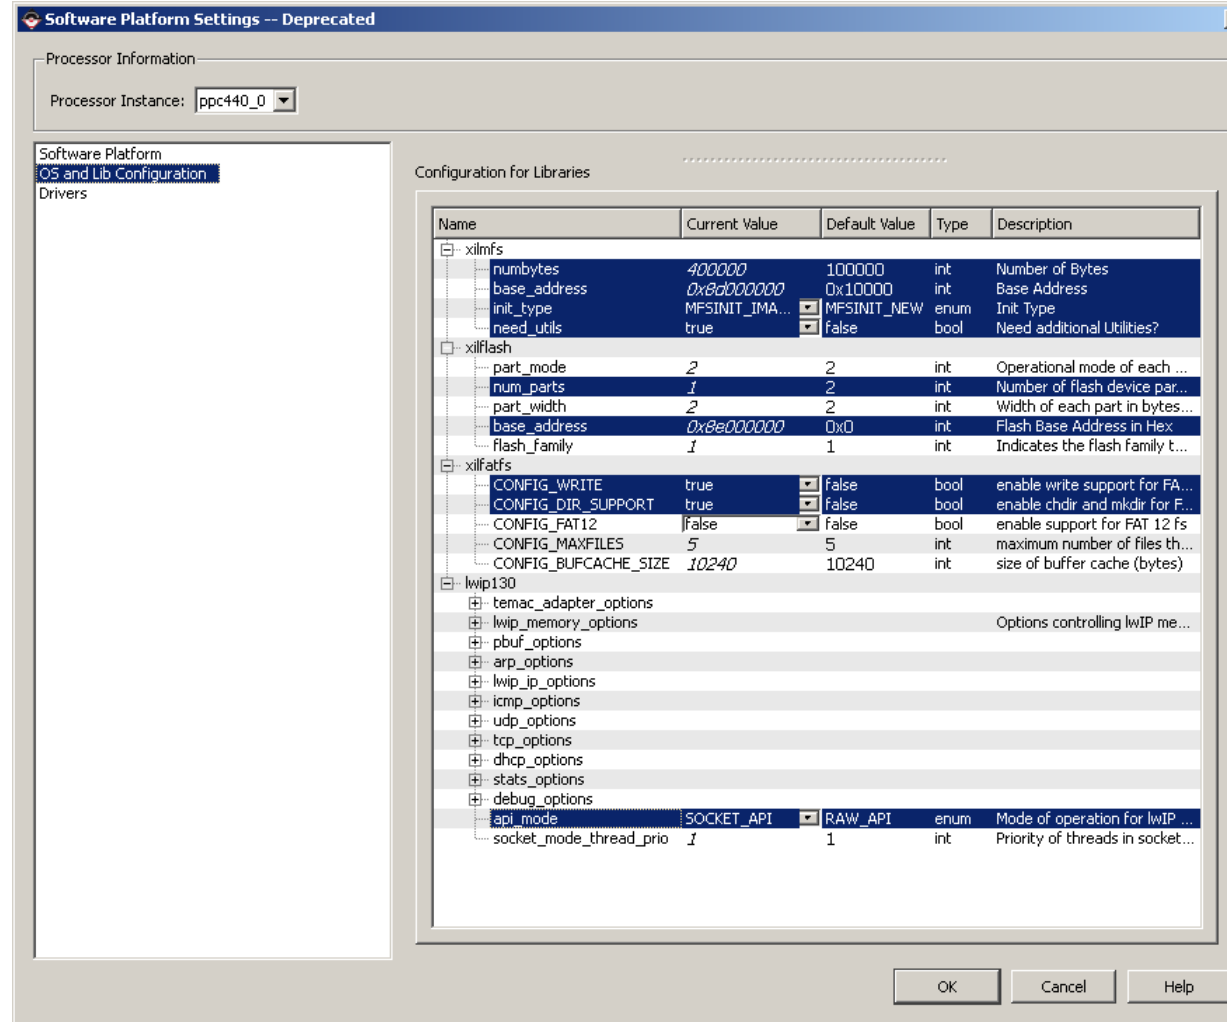 Software Platform Settings -- Deprecated
Processor Information
Processor Instance: ppc440_0
Software Platform
OS and Lib Configuration
Drivers
Configuration for Libraries
Name Current Value Default Value Type Description
xilmfs
numbytes 400000 100000 int Number of Bytes
base_address 0x8d000000 0x10000 int Base Address
init_type MFSINIT_IMA... MFSINIT_NEW enum Init Type
need_utils true false bool Need additional Utilities?
xilflash
part_mode 2 2 int Operational mode of each ...
num_parts 1 2 int Number of flash device par...
part_width 2 2 int Width of each part in bytes...
base_address 0x8e000000 0x0 int Flash Base Address in Hex
flash_family 1 1 int Indicates the flash family t...
xilfatfs
CONFIG_WRITE true false bool enable write support for FA...
CONFIG_DIR_SUPPORT true false bool enable chdir and mkdir for F...
CONFIG_FAT12 false false bool enable support for FAT 12 fs
CONFIG_MAXFILES 5 5 int maximum number of files th...
CONFIG_BUFCACHE_SIZE 10240 10240 int size of buffer cache (bytes)
lwip130
temac_adapter_options
lwip_memory_options Options controlling lwIP me...
pbuf_options
arp_options
lwip_ip_options
icmp_options
udp_options
tcp_options
dhcp_options
stats_options
debug_options
api_mode SOCKET_API RAW_API enum Mode of operation for lwIP ...
socket_mode_thread_prio 1 1 int Priority of threads in socket...
OK Cancel Help